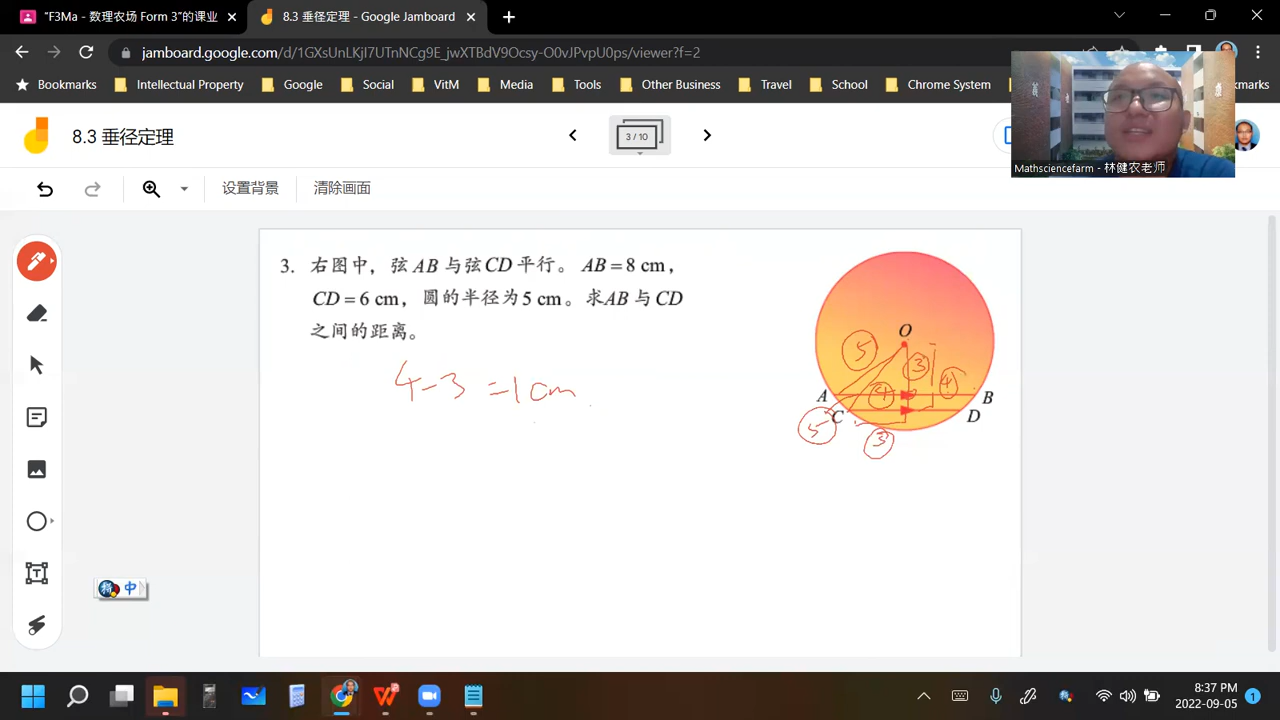 "F3Ma - 数理农场 Form 3"的课业
8.3 垂径定理 - Google Jamboard
jamboard.google.com/d/1GXsUnLKjI7UTnNCg9E_iwXTBdV9Osy-O0vJPvpU0ps/viewer?f=2
Bookmarks
Intellectual Property
Google
Social
VitM
Media
Tools
Other Business
Travel
School
Chrome System
Mathsciencefarm - 林健农老师
8.3 垂径定理
3 / 10
设置背景
清除画面
3. 右图中，弦AB与弦CD平行。AB = 8 cm，
CD = 6 cm，圆的半径为5 cm。求AB与CD
之间的距离。
4-3 =1cm
O
5
3
4
4
A
B
C
D
5
3
中
8:37 PM
2022-09-05
1